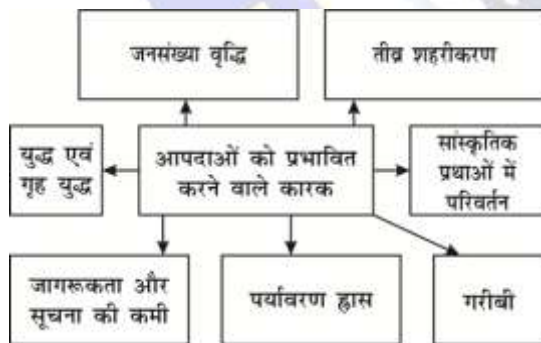 जनसंख्या वृद्धि
तीव्र शहरीकरण
युद्ध एवं
गृह युद्ध
आपदाओं को प्रभावित
करने वाले कारक
सांस्कृतिक
प्रथाओं में
परिवर्तन
जागरूकता और
सूचना की कमी
पर्यावरण ह्रास
गरीबी